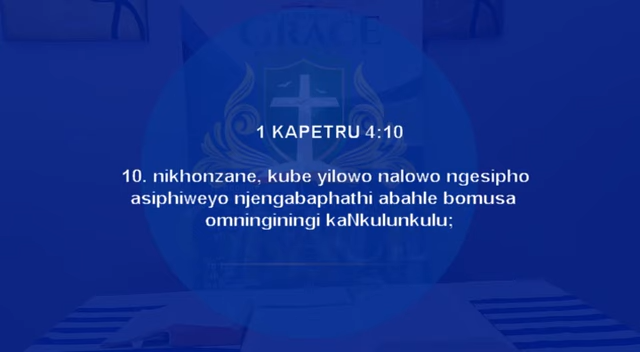 GRACE
1 KAPETRU 4:10
10. nikhonzane, kube yilowo nalowo ngesipho
asiphiweyo njengabaphathi abahle bomusa
omninginingi kaNkulunkulu;